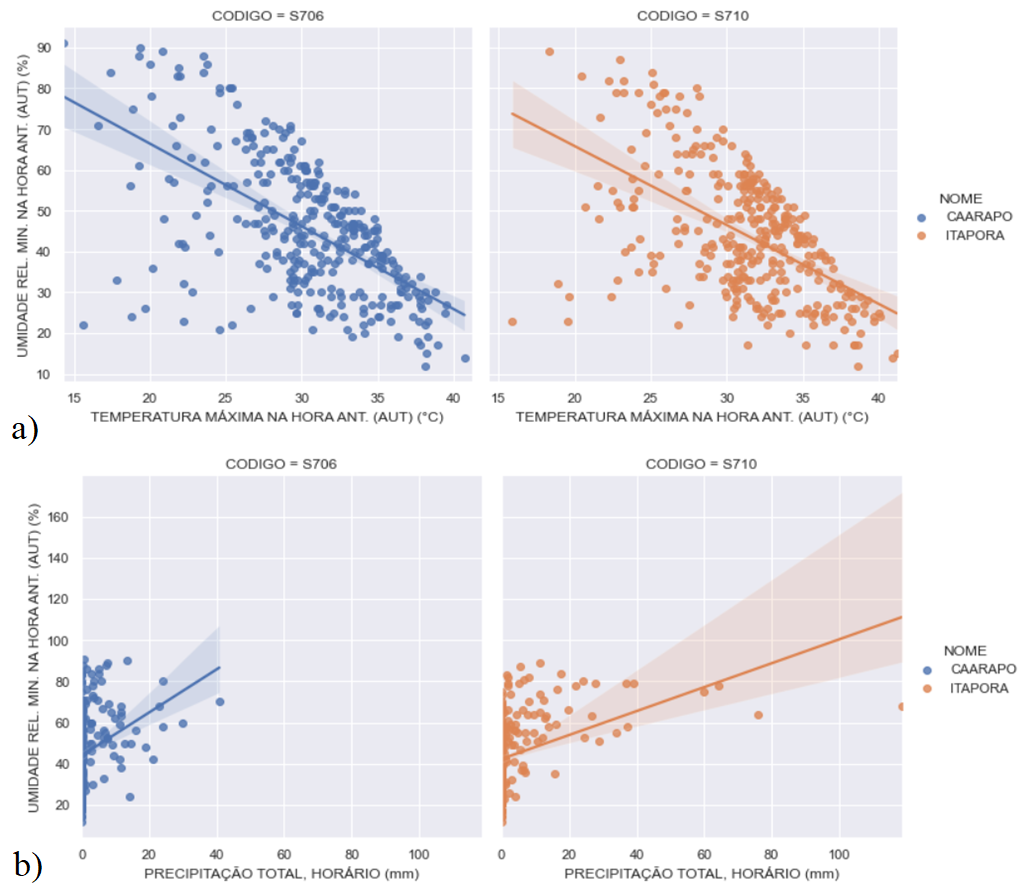 CODIGO = S706
CODIGO = S710
UMIDADE REL. MIN. NA HORA ANT. (AUT) (%)
90
80
70
60
50
40
30
20
10
NOME
CAARAPO
ITAPORA
15 20 25 30 35 40
15 20 25 30 35 40
TEMPERATURA MÁXIMA NA HORA ANT. (AUT) (°C)
TEMPERATURA MÁXIMA NA HORA ANT. (AUT) (°C)
a)
CODIGO = S706
CODIGO = S710
UMIDADE REL. MIN. NA HORA ANT. (AUT) (%)
160
140
120
100
80
60
40
20
NOME
CAARAPO
ITAPORA
0 20 40 60 80 100
0 20 40 60 80 100
PRECIPITAÇÃO TOTAL, HORÁRIO (mm)
PRECIPITAÇÃO TOTAL, HORÁRIO (mm)
b)